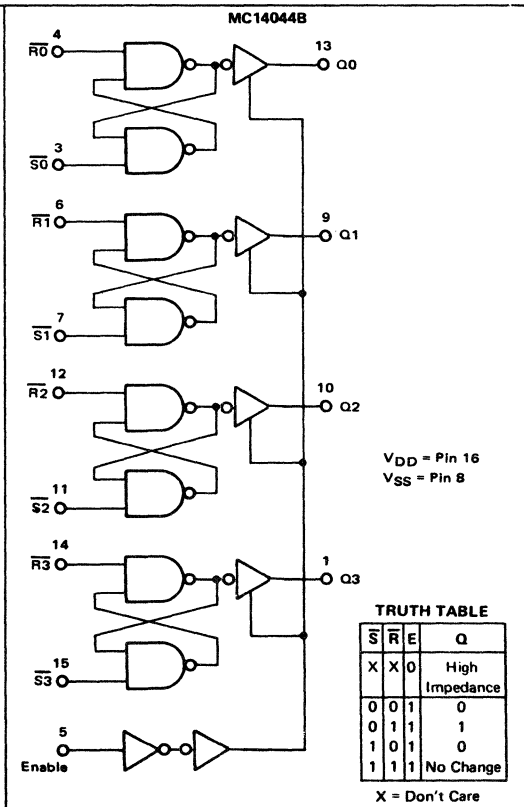 MC14044B
4
R0
13
Q0
3
S0
6
R1
9
Q1
7
S1
12
R2
10
Q2
11
S2
VDD = Pin 16
VSS = Pin 8
14
R3
1
Q3
15
S3
5
Enable
TRUTH TABLE
S R E Q
X X 0 High Impedance
0 0 1 0
0 1 1 1
1 0 1 0
1 1 1 No Change
X = Don't Care